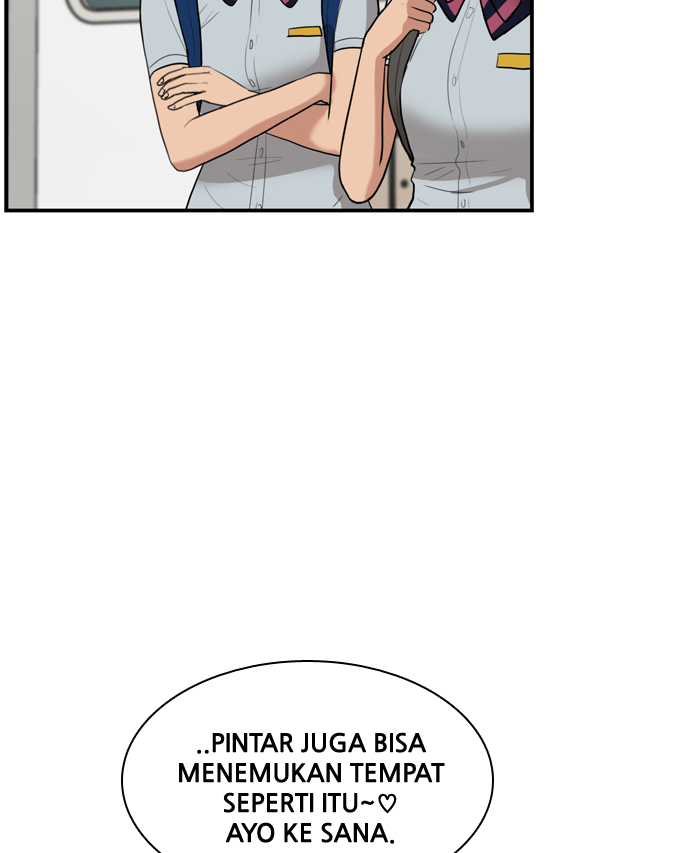 ..PINTAR JUGA BISA
MENEMUKAN TEMPAT
SEPERTI ITU~♡
AYO KE SANA.